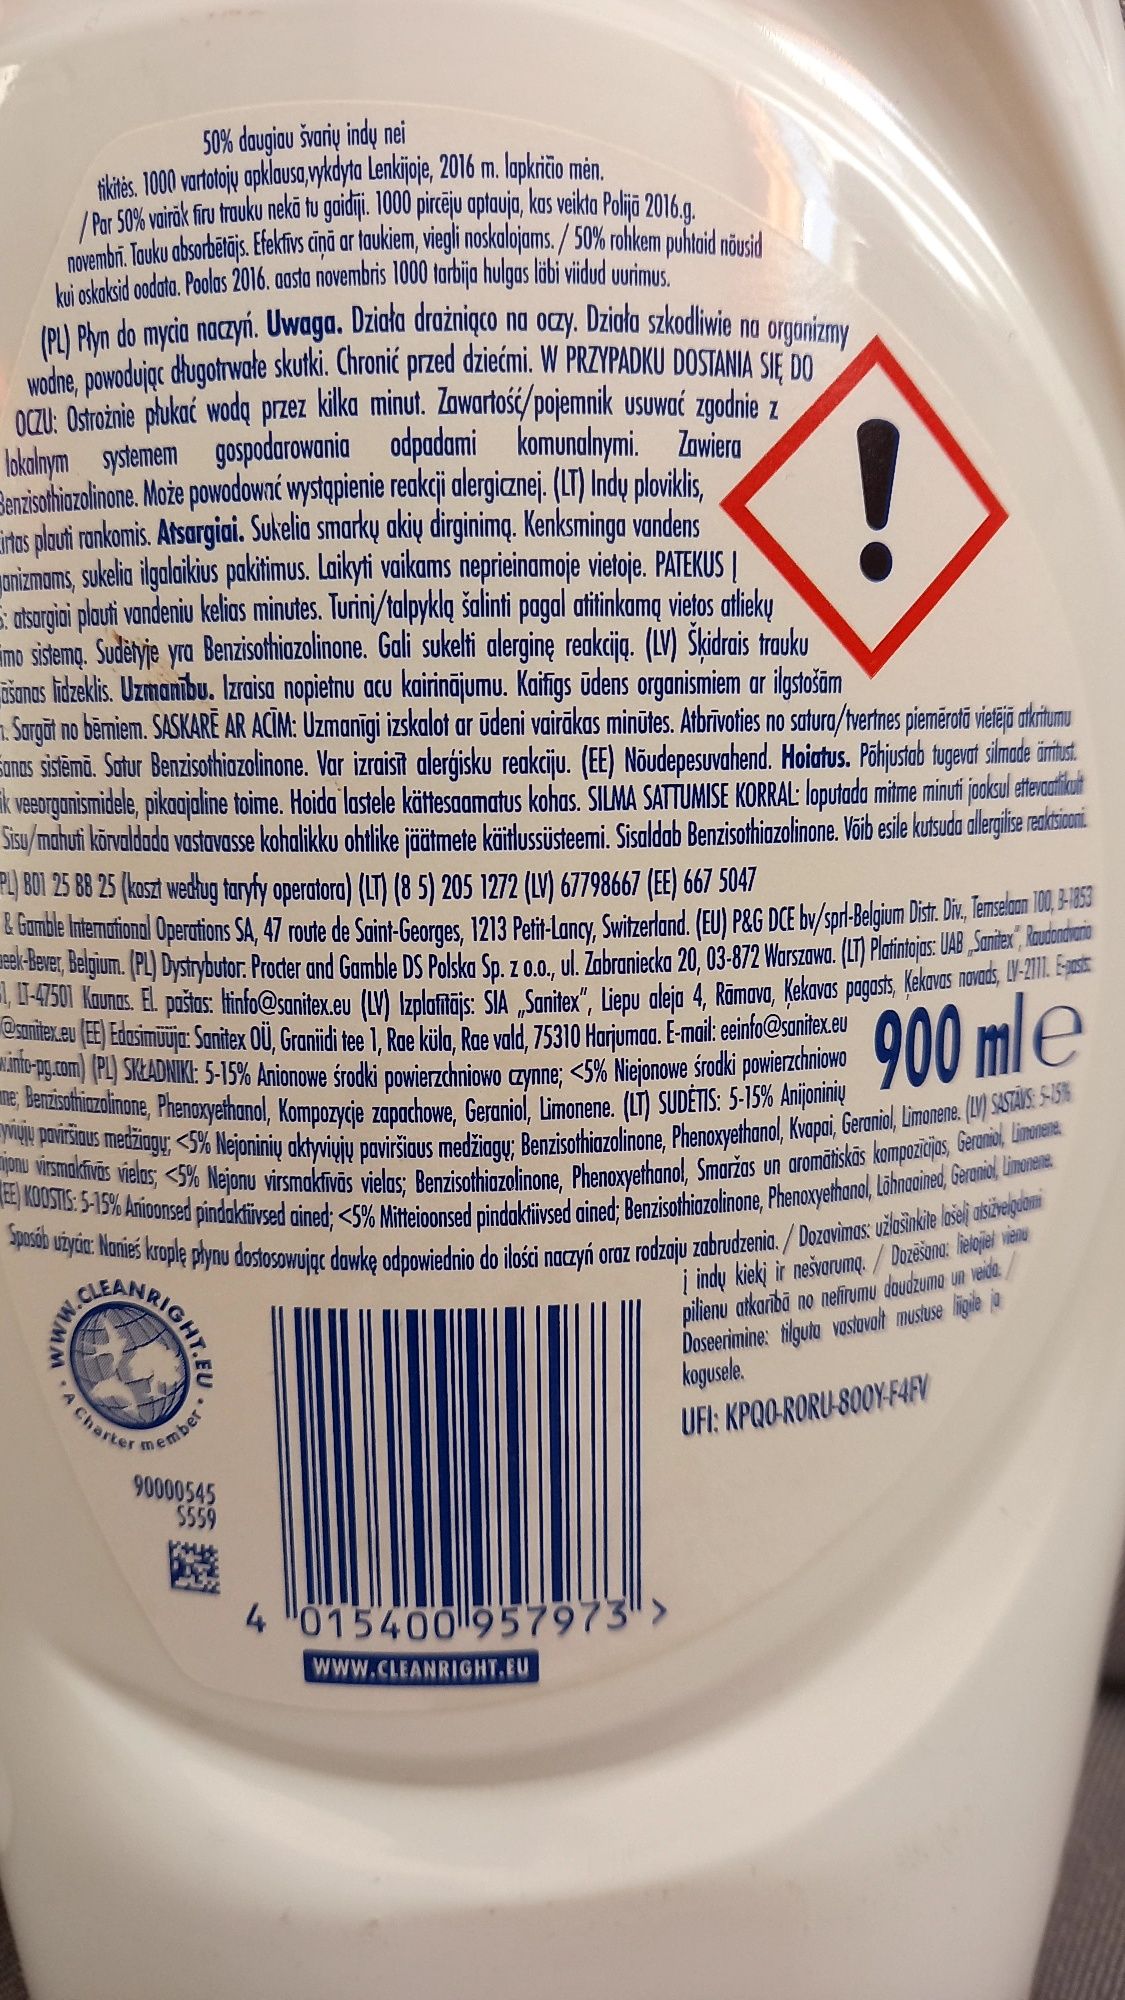 50% daugiau švarių indų nei
tikitės. 1000 vartotojų apklausa,vykdyta Lenkijoje, 2016 m. lapkričio mėn.
/ Par 50% vairāk tīru trauku nekā tu gaidīji. 1000 pircēju aptauja, kas veikta Polijā 2016.g.
novembrī. Tauku absorbētājs. Efektīvs cīņā ar taukiem, viegli noskalojams. / 50% rohkem puhtaid nõusid
kui oskaksid oodata. Poolas 2016. aasta novembris 1000 tarbija hulgas läbi viidud uurimus.
(PL) Płyn do mycia naczyń. Uwaga. Działa drażniąco na oczy. Działa szkodliwie na organizmy
wodne, powodując długotrwałe skutki. Chronić przed dziećmi. W PRZYPADKU DOSTANIA SIĘ DO
OCZU: Ostrożnie płukać wodą przez kilka minut. Zawartość/pojemnik usuwać zgodnie z
lokalnym systemem gospodarowania odpadami komunalnymi. Zawiera
Benzisothiazolinone. Może powodować wystąpienie reakcji alergicznej. (LT) Indų ploviklis,
plauti rankomis. Atsargiai. Sukelia smarkų akių dirginimą. Kenksminga vandens
sukelia ilgalaikius pakitimus. Laikyti vaikams neprieinamoje vietoje. PATEKUS Į
atsargiai plauti vandeniu kelias minutes. Turinį/talpyklą šalinti pagal atitinkamą vietos atliekų
sistemą. Sudėtyje yra Benzisothiazolinone. Gali sukelti alerginę reakciją. (LV) Šķidrais trauku
līdzeklis. Uzmanību. Izraisa nopietnu acu kairinājumu. Kaitīgs ūdens organismiem ar ilgstošām
Sargāt no bērniem. SASKARĒ AR ACĪM: Uzmanīgi izskalot ar ūdeni vairākas minūtes. Atbrīvoties no satura/tvertnes piemērotā vietējā atkritumu
sistēmā. Satur Benzisothiazolinone. Var izraisīt alerģisku reakciju. (EE) Nõudepesuvahend. Hoiatus. Põhjustab tugevat silmade ärritust.
veeorganismidele, pikaajaline toime. Hoida lastele kättesaamatus kohas. SILMA SATTUMISE KORRAL: loputada mitme minuti jooksul ettevaatlikult
Sisu/mahuti kõrvaldada vastavasse kohalikku ohtlike jäätmete käitlussüsteemi. Sisaldab Benzisothiazolinone. Võib esile kutsuda allergilise reaktsiooni.
(PL) 801 25 88 25 (koszt według taryfy operatora) (LT) (8 5) 205 1272 (LV) 67798667 (EE) 667 5047
& Gamble International Operations SA, 47 route de Saint-Georges, 1213 Petit-Lancy, Switzerland. (EU) P&G DCE bv/sprl-Belgium Distr. Div., Temselaan 100, B-1853
Bever, Belgium. (PL) Dystrybutor: Procter and Gamble DS Polska Sp. z o.o., ul. Zabraniecka 20, 03-872 Warszawa. (LT) Platintojas: UAB „Sanitex", Raudondvario
LT-47501 Kaunas. El. paštas: ltinfo@sanitex.eu (LV) Izplatītājs: SIA „Sanitex", Liepu aleja 4, Rāmava, Ķekavas pagasts, Ķekavas novads, LV-2111. E-pasts:
@sanitex.eu (EE) Edasimüüja: Sanitex OÜ, Graniidi tee 1, Rae küla, Rae vald, 75310 Harjumaa. E-mail: eeinfo@sanitex.eu
900 ml e
info-pg.com) (PL) SKŁADNIKI: 5-15% Anionowe środki powierzchniowo czynne; <5% Niejonowe środki powierzchniowo
Benzisothiazolinone, Phenoxyethanol, Kompozycje zapachowe, Geraniol, Limonene. (LT) SUDĖTIS: 5-15% Anijoninių
paviršiaus medžiagų; <5% Nejoninių aktyviųjų paviršiaus medžiagų; Benzisothiazolinone, Phenoxyethanol, Kvapai, Geraniol, Limonene. (LV) SASTĀVS: 5-15%
virsmaktīvās vielas; <5% Nejonu virsmaktīvās vielas; Benzisothiazolinone, Phenoxyethanol, Smaržas un aromātiskās kompozīcijas, Geraniol, Limonene.
(EE) KOOSTIS: 5-15% Anioonsed pindaktiivsed ained; <5% Mitteioonsed pindaktiivsed ained; Benzisothiazolinone, Phenoxyethanol, Lõhnaained, Geraniol, Limonene.
Sposób użycia: Nanieś kroplę płynu dostosowując dawkę odpowiednio do ilości naczyń oraz rodzaju zabrudzenia. / Dozavimas: užlašinkite lašelį atsižvelgdami
į indų kiekį ir nešvarumą. / Dozēšana: lietojiet vienu
pilienu atkarībā no netīrumu daudzuma un veida. /
Doseerimine: tilguta vastavalt mustuse liigile ja
kogusele.
UFI: KPQ0-R0RU-800Y-F4FV
WWW.CLEANRIGHT.EU
A Charter member
90000545
S559
4 015400 957973 >
WWW.CLEANRIGHT.EU